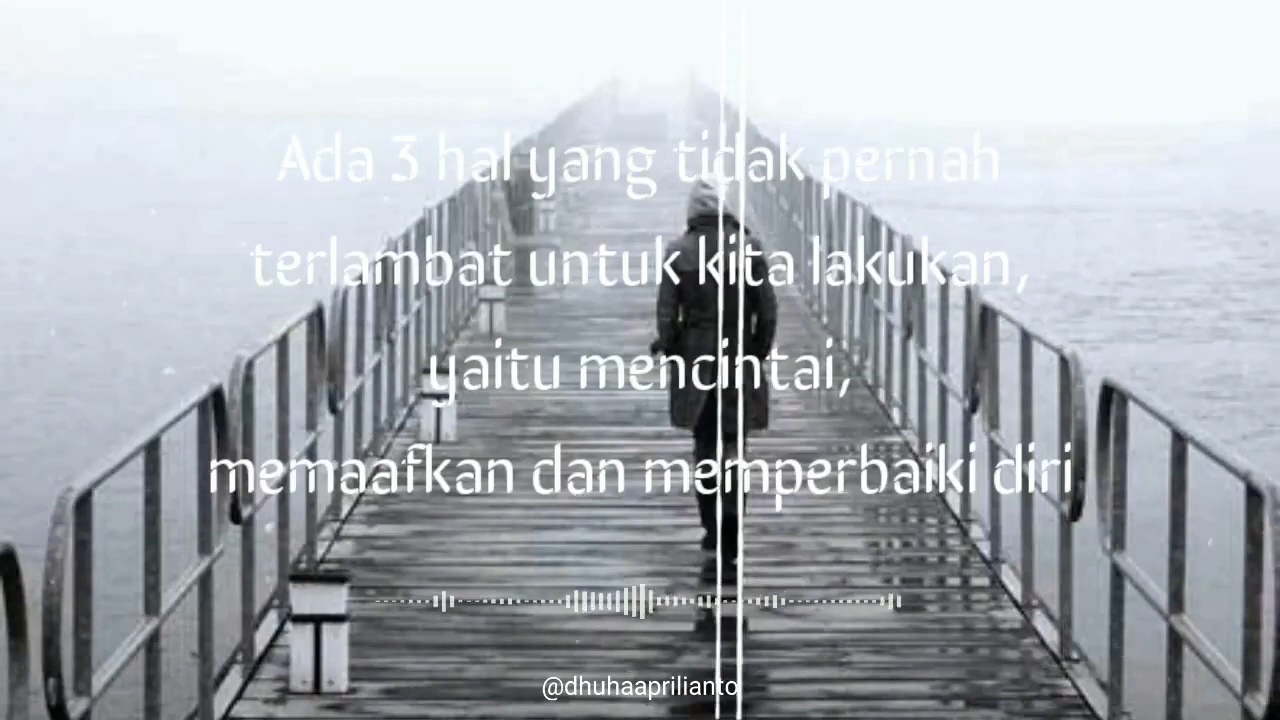 Ada 3 hal yang tidak pernah
terlambat untuk kita lakukan,
yaitu mencintai,
memaafkan dan memperbaiki diri
@dhuhaaprilianto